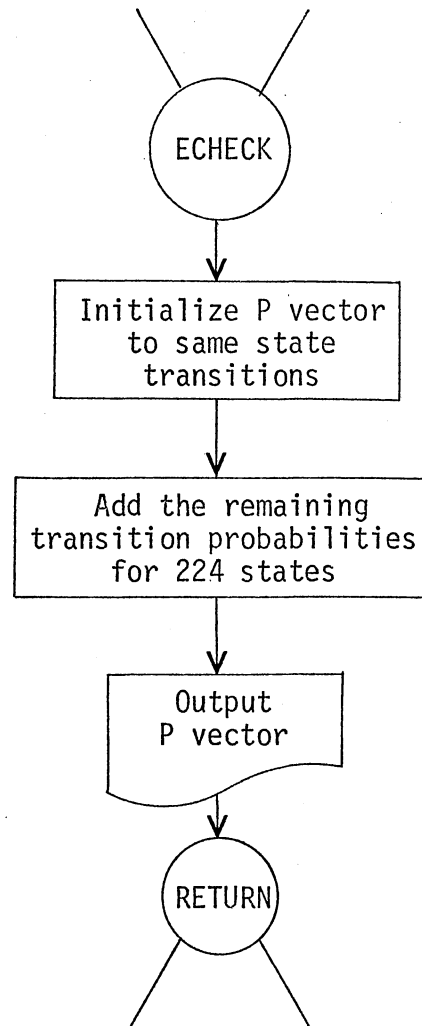 ECHECK
Initialize P vector
to same state
transitions
Add the remaining
transition probabilities
for 224 states
Output
P vector
RETURN